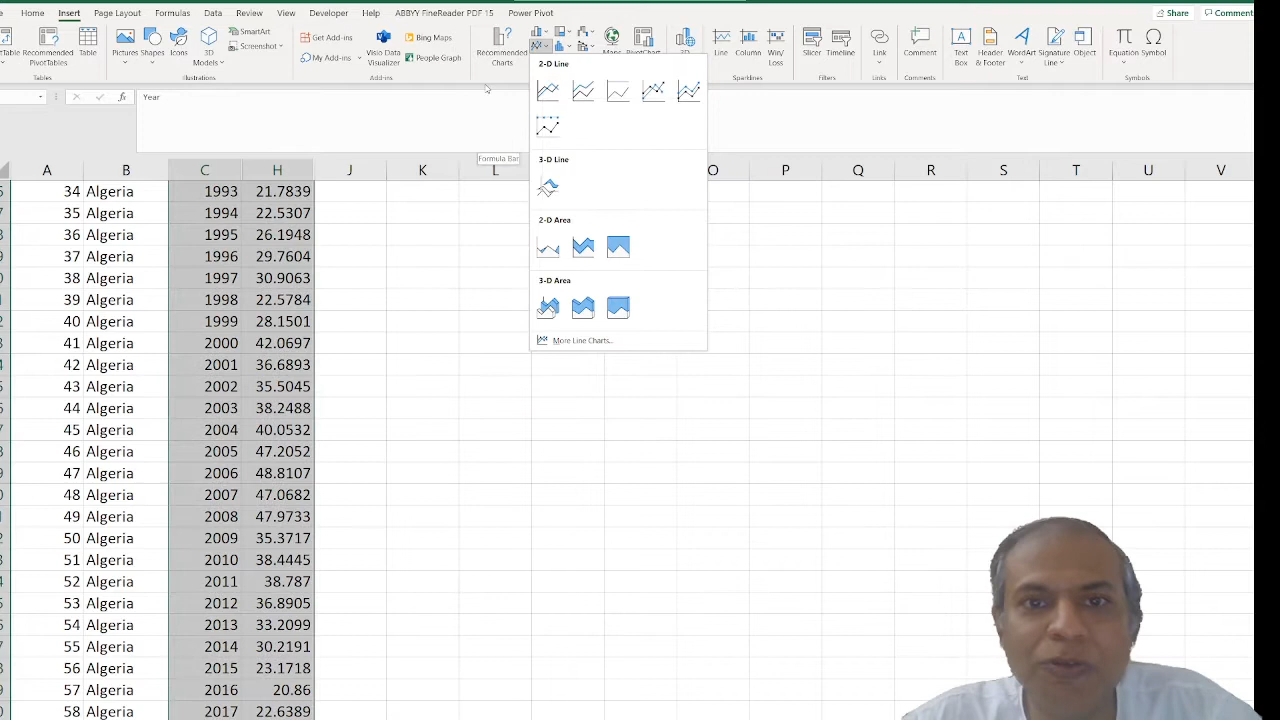 Home Insert Page Layout Formulas Data Review View Developer Help ABBYY FineReader PDF 15 Power Pivot Share Comment
Recommended PivotTables
Table
Pictures
Shapes
Icons
3D Models
SmartArt
Screenshot
Get Add-ins
My Add-ins
Visio Data Visualizer
Bing Maps
People Graph
Recommended Charts
Line
Column
Win/ Loss
Slicer
Timeline
Link
Comment
Text Box
Header & Footer
WordArt
Signature Line
Object
Equation
Symbol
Tables Illustrations Add-ins Sparklines Filters Links Comments Text Symbols
fx Year
Formula Bar
2-D Line
3-D Line
2-D Area
3-D Area
More Line Charts...
A B C H J K L O P Q R S T U V
34 Algeria 1993 21.7839
35 Algeria 1994 22.5307
36 Algeria 1995 26.1948
37 Algeria 1996 29.7604
38 Algeria 1997 30.9063
39 Algeria 1998 22.5784
40 Algeria 1999 28.1501
41 Algeria 2000 42.0697
42 Algeria 2001 36.6893
43 Algeria 2002 35.5045
44 Algeria 2003 38.2488
45 Algeria 2004 40.0532
46 Algeria 2005 47.2052
47 Algeria 2006 48.8107
48 Algeria 2007 47.0682
49 Algeria 2008 47.9733
50 Algeria 2009 35.3717
51 Algeria 2010 38.4445
52 Algeria 2011 38.787
53 Algeria 2012 36.8905
54 Algeria 2013 33.2099
55 Algeria 2014 30.2191
56 Algeria 2015 23.1718
57 Algeria 2016 20.86
58 Algeria 2017 22.6389